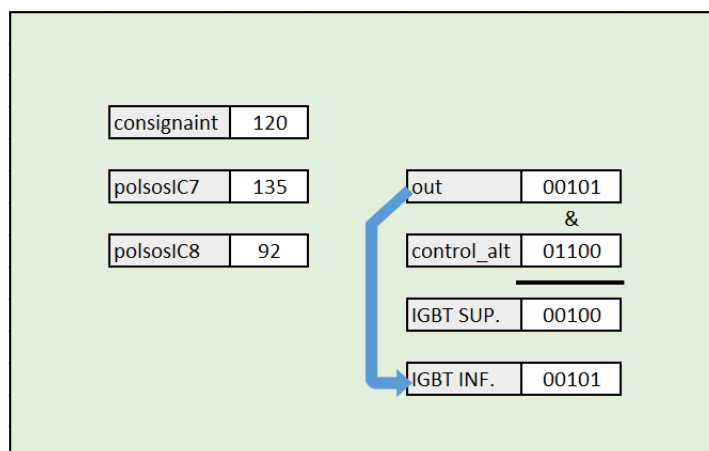 consignaint 120
polsosIC7 135
out 00101
&
polsosIC8 92
control_alt 01100
IGBT SUP. 00100
IGBT INF. 00101